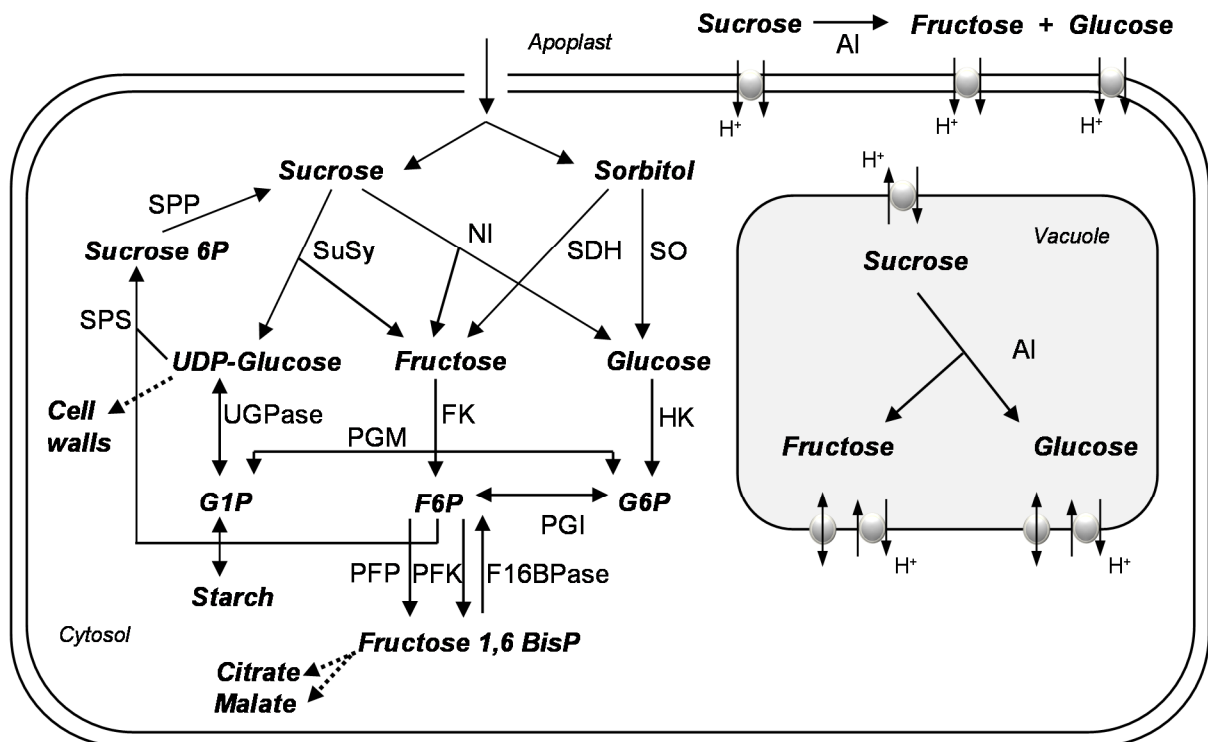 Sucrose
Fructose + Glucose
AI
Apoplast
H+
H+
H+
Sucrose
Sorbitol
H+
SPP
Vacuole
Sucrose 6P
SuSy
NI
SDH
SO
Sucrose
SPS
UDP-Glucose
Fructose
Glucose
AI
Cell
walls
UGPase
FK
HK
PGM
Fructose
Glucose
G1P
F6P
G6P
PGI
PFP
PFK
F16BPase
H+
H+
Starch
Cytosol
Fructose 1,6 BisP
Citrate
Malate